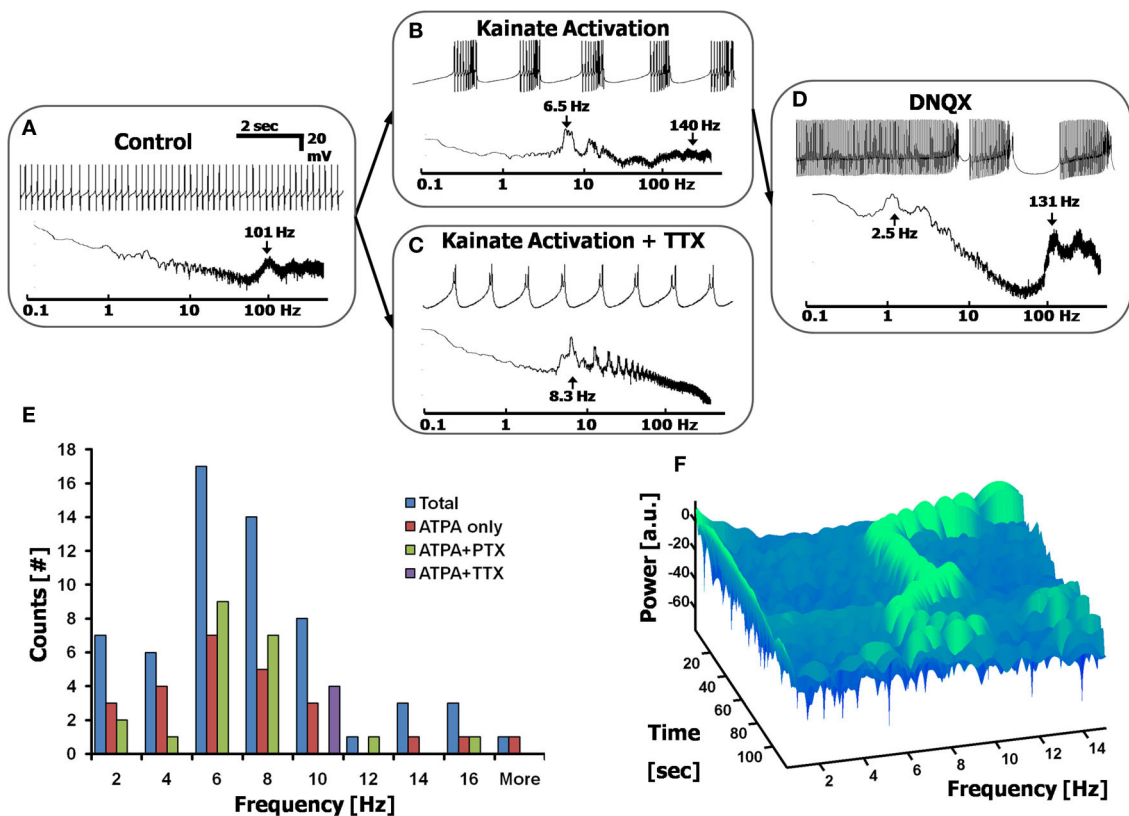 A
Control
2 sec
20
mV
101 Hz
0.1 1 10 100 Hz
B
Kainate Activation
6.5 Hz
140 Hz
0.1 1 10 100 Hz
C
Kainate Activation + TTX
8.3 Hz
0.1 1 10 100 Hz
D
DNQX
2.5 Hz
131 Hz
0.1 1 10 100 Hz
E
Counts [#]
18
16
14
12
10
8
6
4
2
0
2 4 6 8 10 12 14 16 More
Frequency [Hz]
Total
ATPA only
ATPA+PTX
ATPA+TTX
F
Power [a.u.]
0
-20
-40
-60
20
40
60
80
100
Time
[sec]
2 4 6 8 10 12 14
Frequency [Hz]